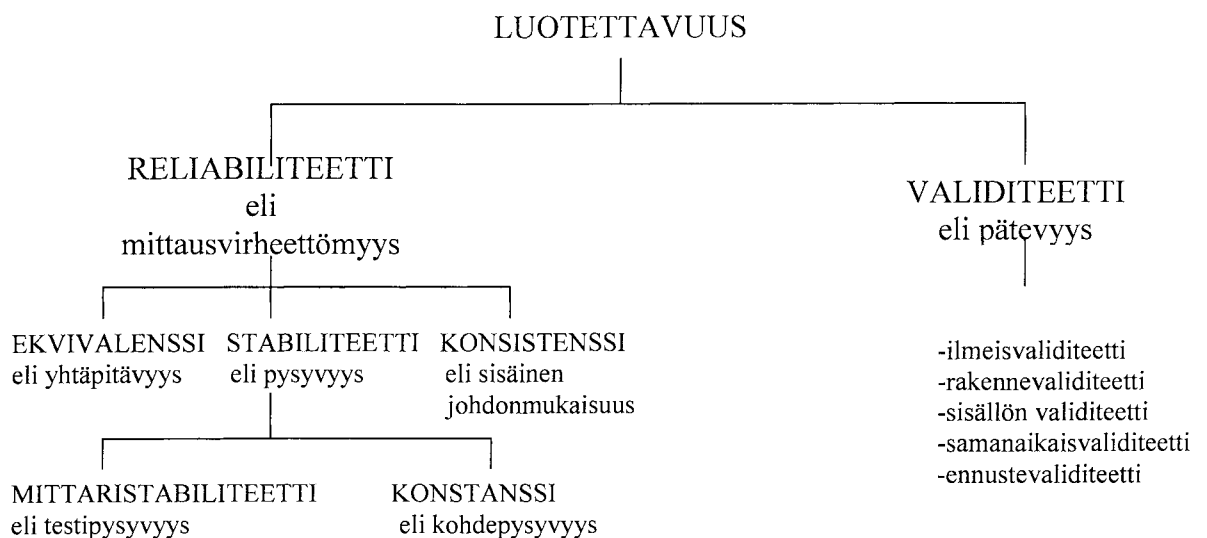 LUOTETTAVUUS
RELIABILITEETTI
eli
mittausvirheettömyys
VALIDITEETTI
eli pätevyys
EKVIVALENSSI
eli yhtäpitävyys
STABILITEETTI
eli pysyvyys
KONSISTENSSI
eli sisäinen
johdonmukaisuus
-ilmeisvaliditeetti
-rakennevaliditeetti
-sisällön validiteetti
-samanaikaisvaliditeetti
-ennustevaliditeetti
MITTARISTABILITEETTI
eli testipysyvyys
KONSTANSSI
eli kohdepysyvyys